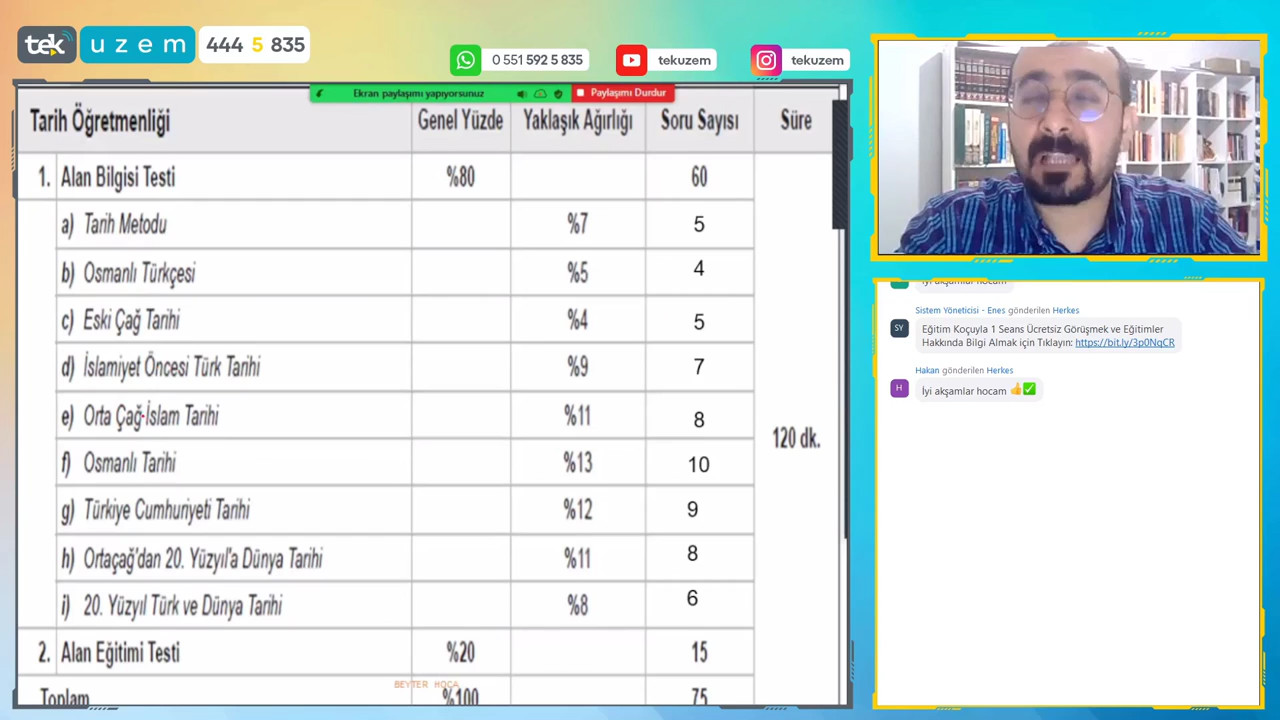 tek uzem 444 5 835
0 551 592 5 835 tekuzem tekuzem
Ekran paylaşımı yapıyorsunuz Paylaşımı Durdur
Tarih Öğretmenliği Genel Yüzde Yaklaşık Ağırlığı Soru Sayısı Süre
1. Alan Bilgisi Testi %80 60
a) Tarih Metodu %7 5
b) Osmanlı Türkçesi %5 4
c) Eski Çağ Tarihi %4 5
d) İslamiyet Öncesi Türk Tarihi %9 7
e) Orta Çağ-İslam Tarihi %11 8
120 dk.
f) Osmanlı Tarihi %13 10
g) Türkiye Cumhuriyeti Tarihi %12 9
h) Ortaçağ'dan 20. Yüzyıl'a Dünya Tarihi %11 8
i) 20. Yüzyıl Türk ve Dünya Tarihi %8 6
2. Alan Eğitimi Testi %20 15
BEYTER HOCA
Toplam %100 75
İyi akşamlar hocam
Sistem Yöneticisi - Enes gönderilen Herkes
SY
Eğitim Koçuyla 1 Seans Ücretsiz Görüşmek ve Eğitimler
Hakkında Bilgi Almak için Tıklayın: https://bit.ly/3p0NqCR
Hakan gönderilen Herkes
H
İyi akşamlar hocam 👍✅